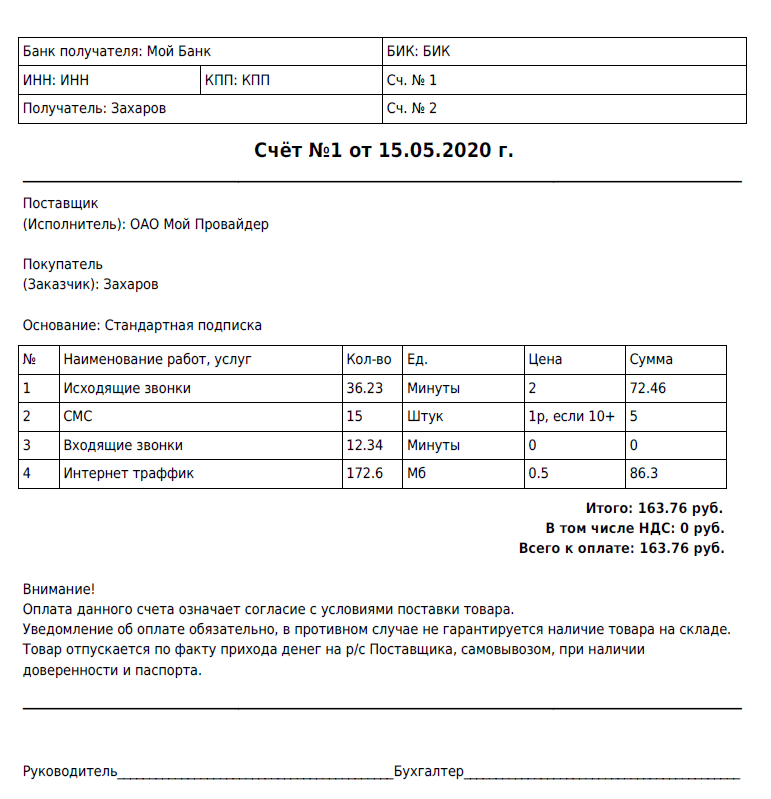 Банк получателя: Мой Банк БИК: БИК
ИНН: ИНН КПП: КПП Сч. № 1
Получатель: Захаров Сч. № 2
Счёт №1 от 15.05.2020 г.
Поставщик
(Исполнитель): ОАО Мой Провайдер
Покупатель
(Заказчик): Захаров
Основание: Стандартная подписка
№ Наименование работ, услуг Кол-во Ед. Цена Сумма
1 Исходящие звонки 36.23 Минуты 2 72.46
2 СМС 15 Штук 1р, если 10+ 5
3 Входящие звонки 12.34 Минуты 0 0
4 Интернет траффик 172.6 Мб 0.5 86.3
Итого: 163.76 руб.
В том числе НДС: 0 руб.
Всего к оплате: 163.76 руб.
Внимание!
Оплата данного счета означает согласие с условиями поставки товара.
Уведомление об оплате обязательно, в противном случае не гарантируется наличие товара на складе.
Товар отпускается по факту прихода денег на р/с Поставщика, самовывозом, при наличии
доверенности и паспорта.
Руководитель Бухгалтер